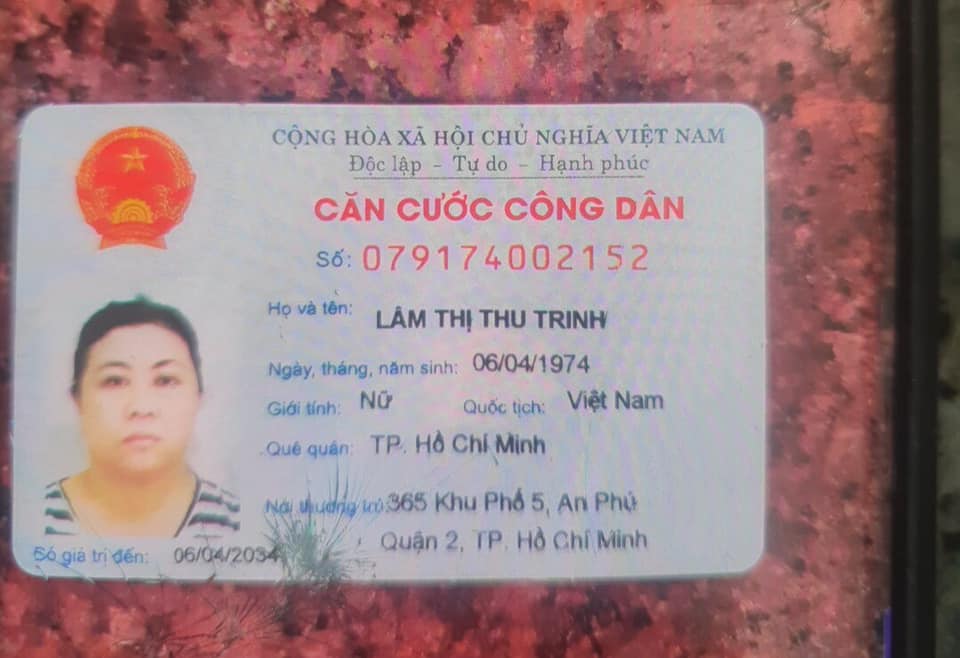 CỘNG HÒA XÃ HỘI CHỦ NGHĨA VIỆT NAM
Độc lập - Tự do - Hạnh phúc
CĂN CƯỚC CÔNG DÂN
Số: 079174002152
Họ và tên: LÂM THỊ THU TRINH
Ngày, tháng, năm sinh: 06/04/1974
Giới tính: Nữ Quốc tịch: Việt Nam
Quê quán: TP. Hồ Chí Minh
Nơi thường trú: 365 Khu Phố 5, An Phú
Quận 2, TP. Hồ Chí Minh
Có giá trị đến: 06/04/2034